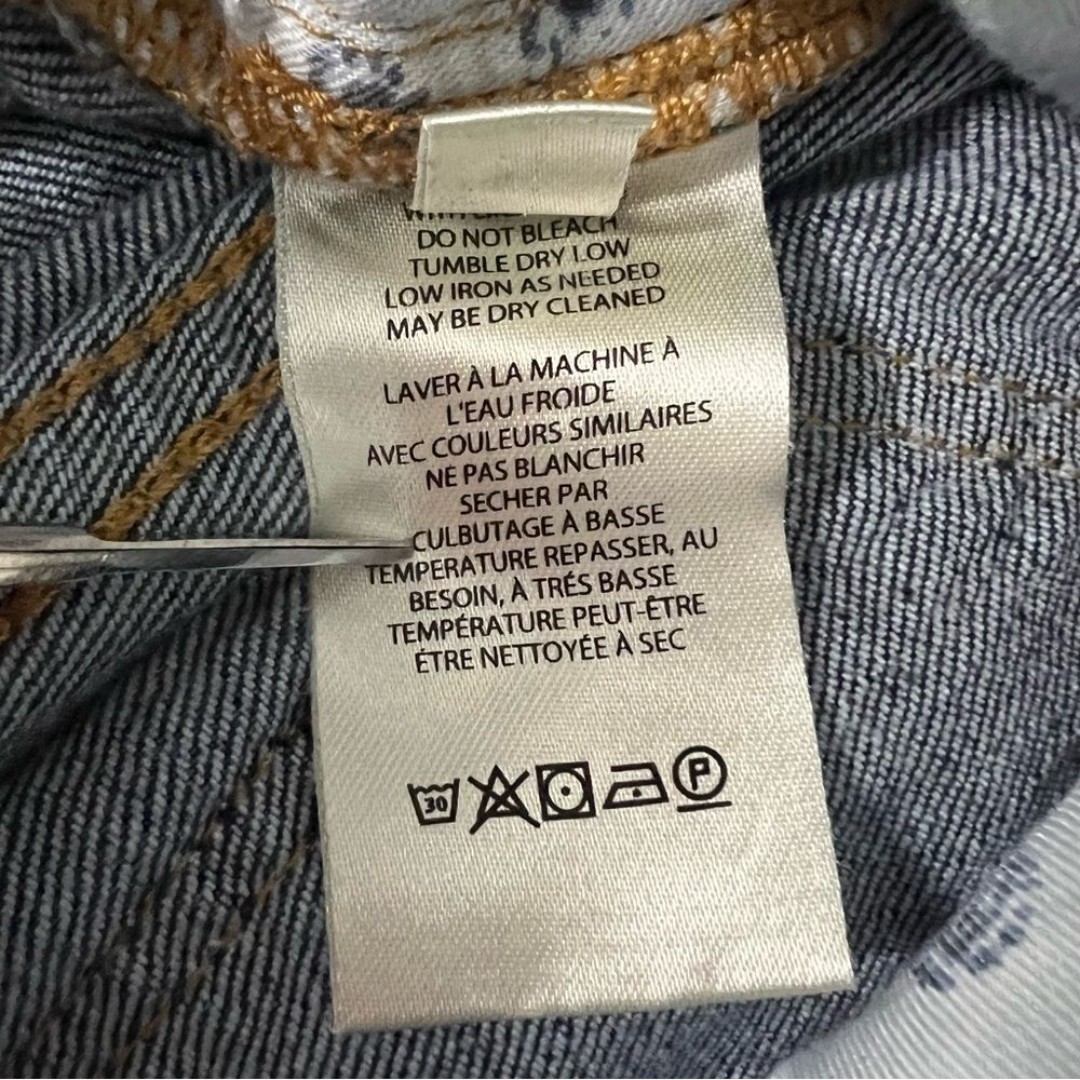 DO NOT BLEACH
TUMBLE DRY LOW
LOW IRON AS NEEDED
MAY BE DRY CLEANED
LAVER À LA MACHINE À
L'EAU FROIDE
AVEC COULEURS SIMILAIRES
NE PAS BLANCHIR
SECHER PAR
CULBUTAGE À BASSE
TEMPERATURE REPASSER, AU
BESOIN, À TRÉS BASSE
TEMPÉRATURE PEUT-ÊTRE
ÉTRE NETTOYÉE À SEC
30 P